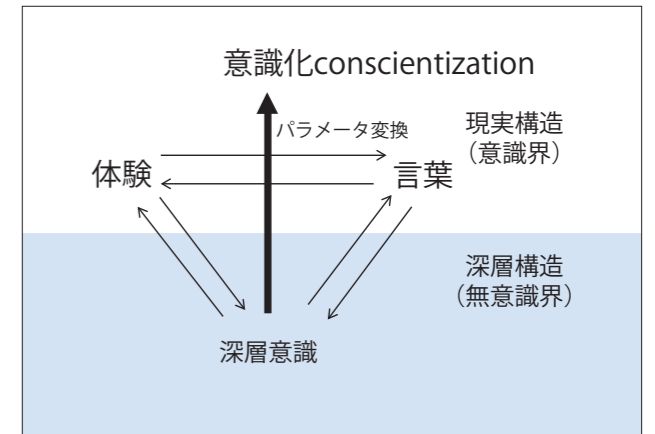 意識化conscientization
パラメータ変換
現実構造
（意識界）
体験
言葉
深層構造
（無意識界）
深層意識